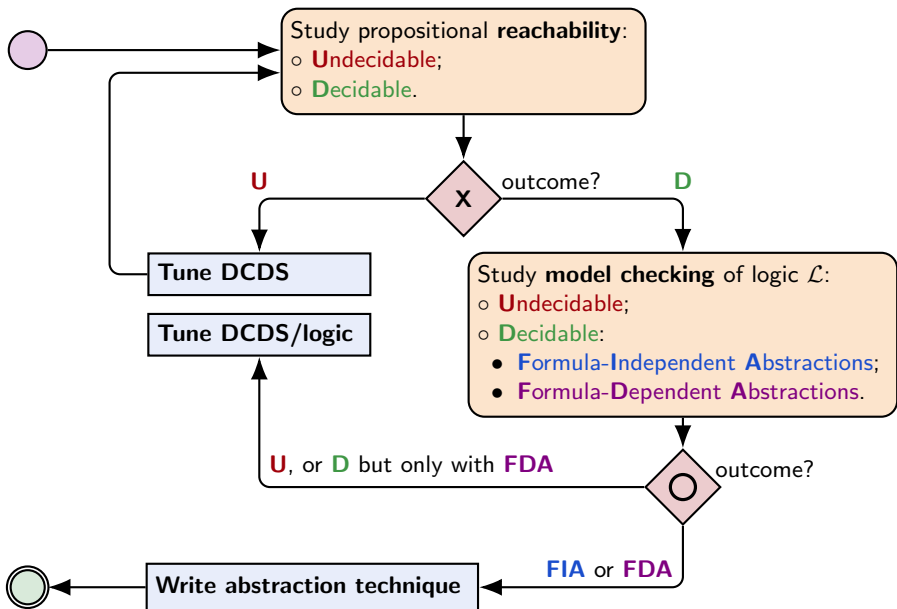 Study propositional reachability:
○ Undecidable;
○ Decidable.
U
X
outcome?
D
Tune DCDS
Study model checking of logic ℒ:
○ Undecidable;
○ Decidable:
● Formula-Independent Abstractions;
● Formula-Dependent Abstractions.
Tune DCDS/logic
U, or D but only with FDA
outcome?
FIA or FDA
Write abstraction technique